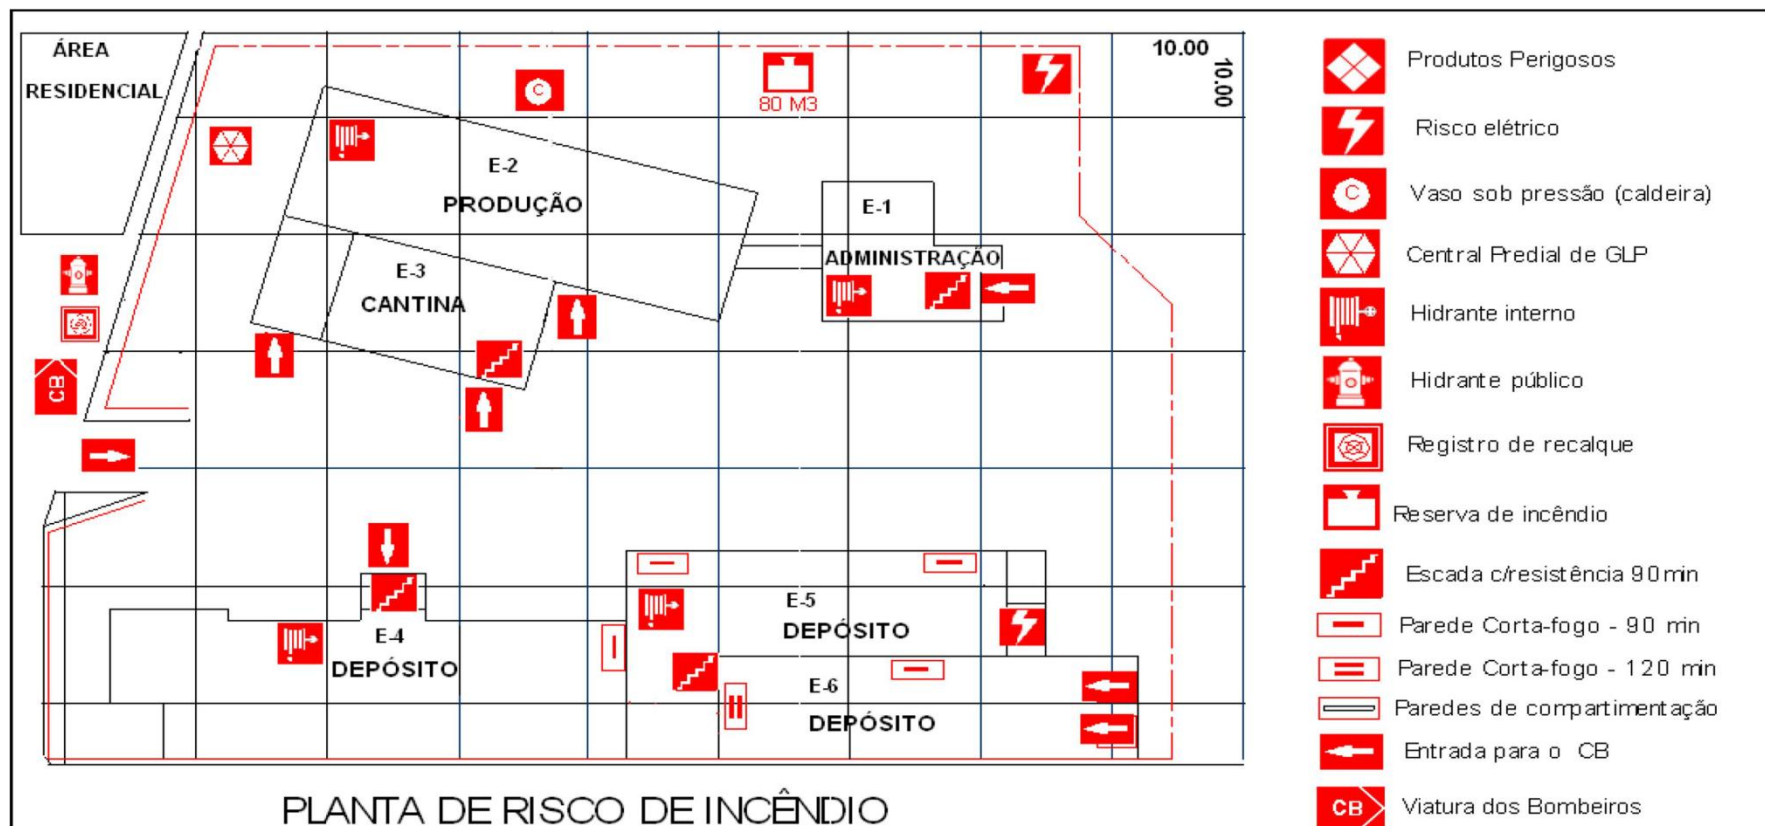 ÁREA
RESIDENCIAL
10.00
10.00
C
80 M3
E-2
PRODUÇÃO
E-1
ADMINISTRAÇÃO
E-3
CANTINA
CB
E-4
DEPÓSITO
E-5
DEPÓSITO
E-6
DEPÓSITO
PLANTA DE RISCO DE INCÊNDIO
Produtos Perigosos
Risco elétrico
C
Vaso sob pressão (caldeira)
Central Predial de GLP
Hidrante interno
Hidrante público
Registro de recalque
Reserva de incêndio
Escada c/resistência 90min
Parede Corta-fogo - 90 min
Parede Corta-fogo - 120 min
Paredes de compartimentação
Entrada para o CB
CB
Viatura dos Bombeiros